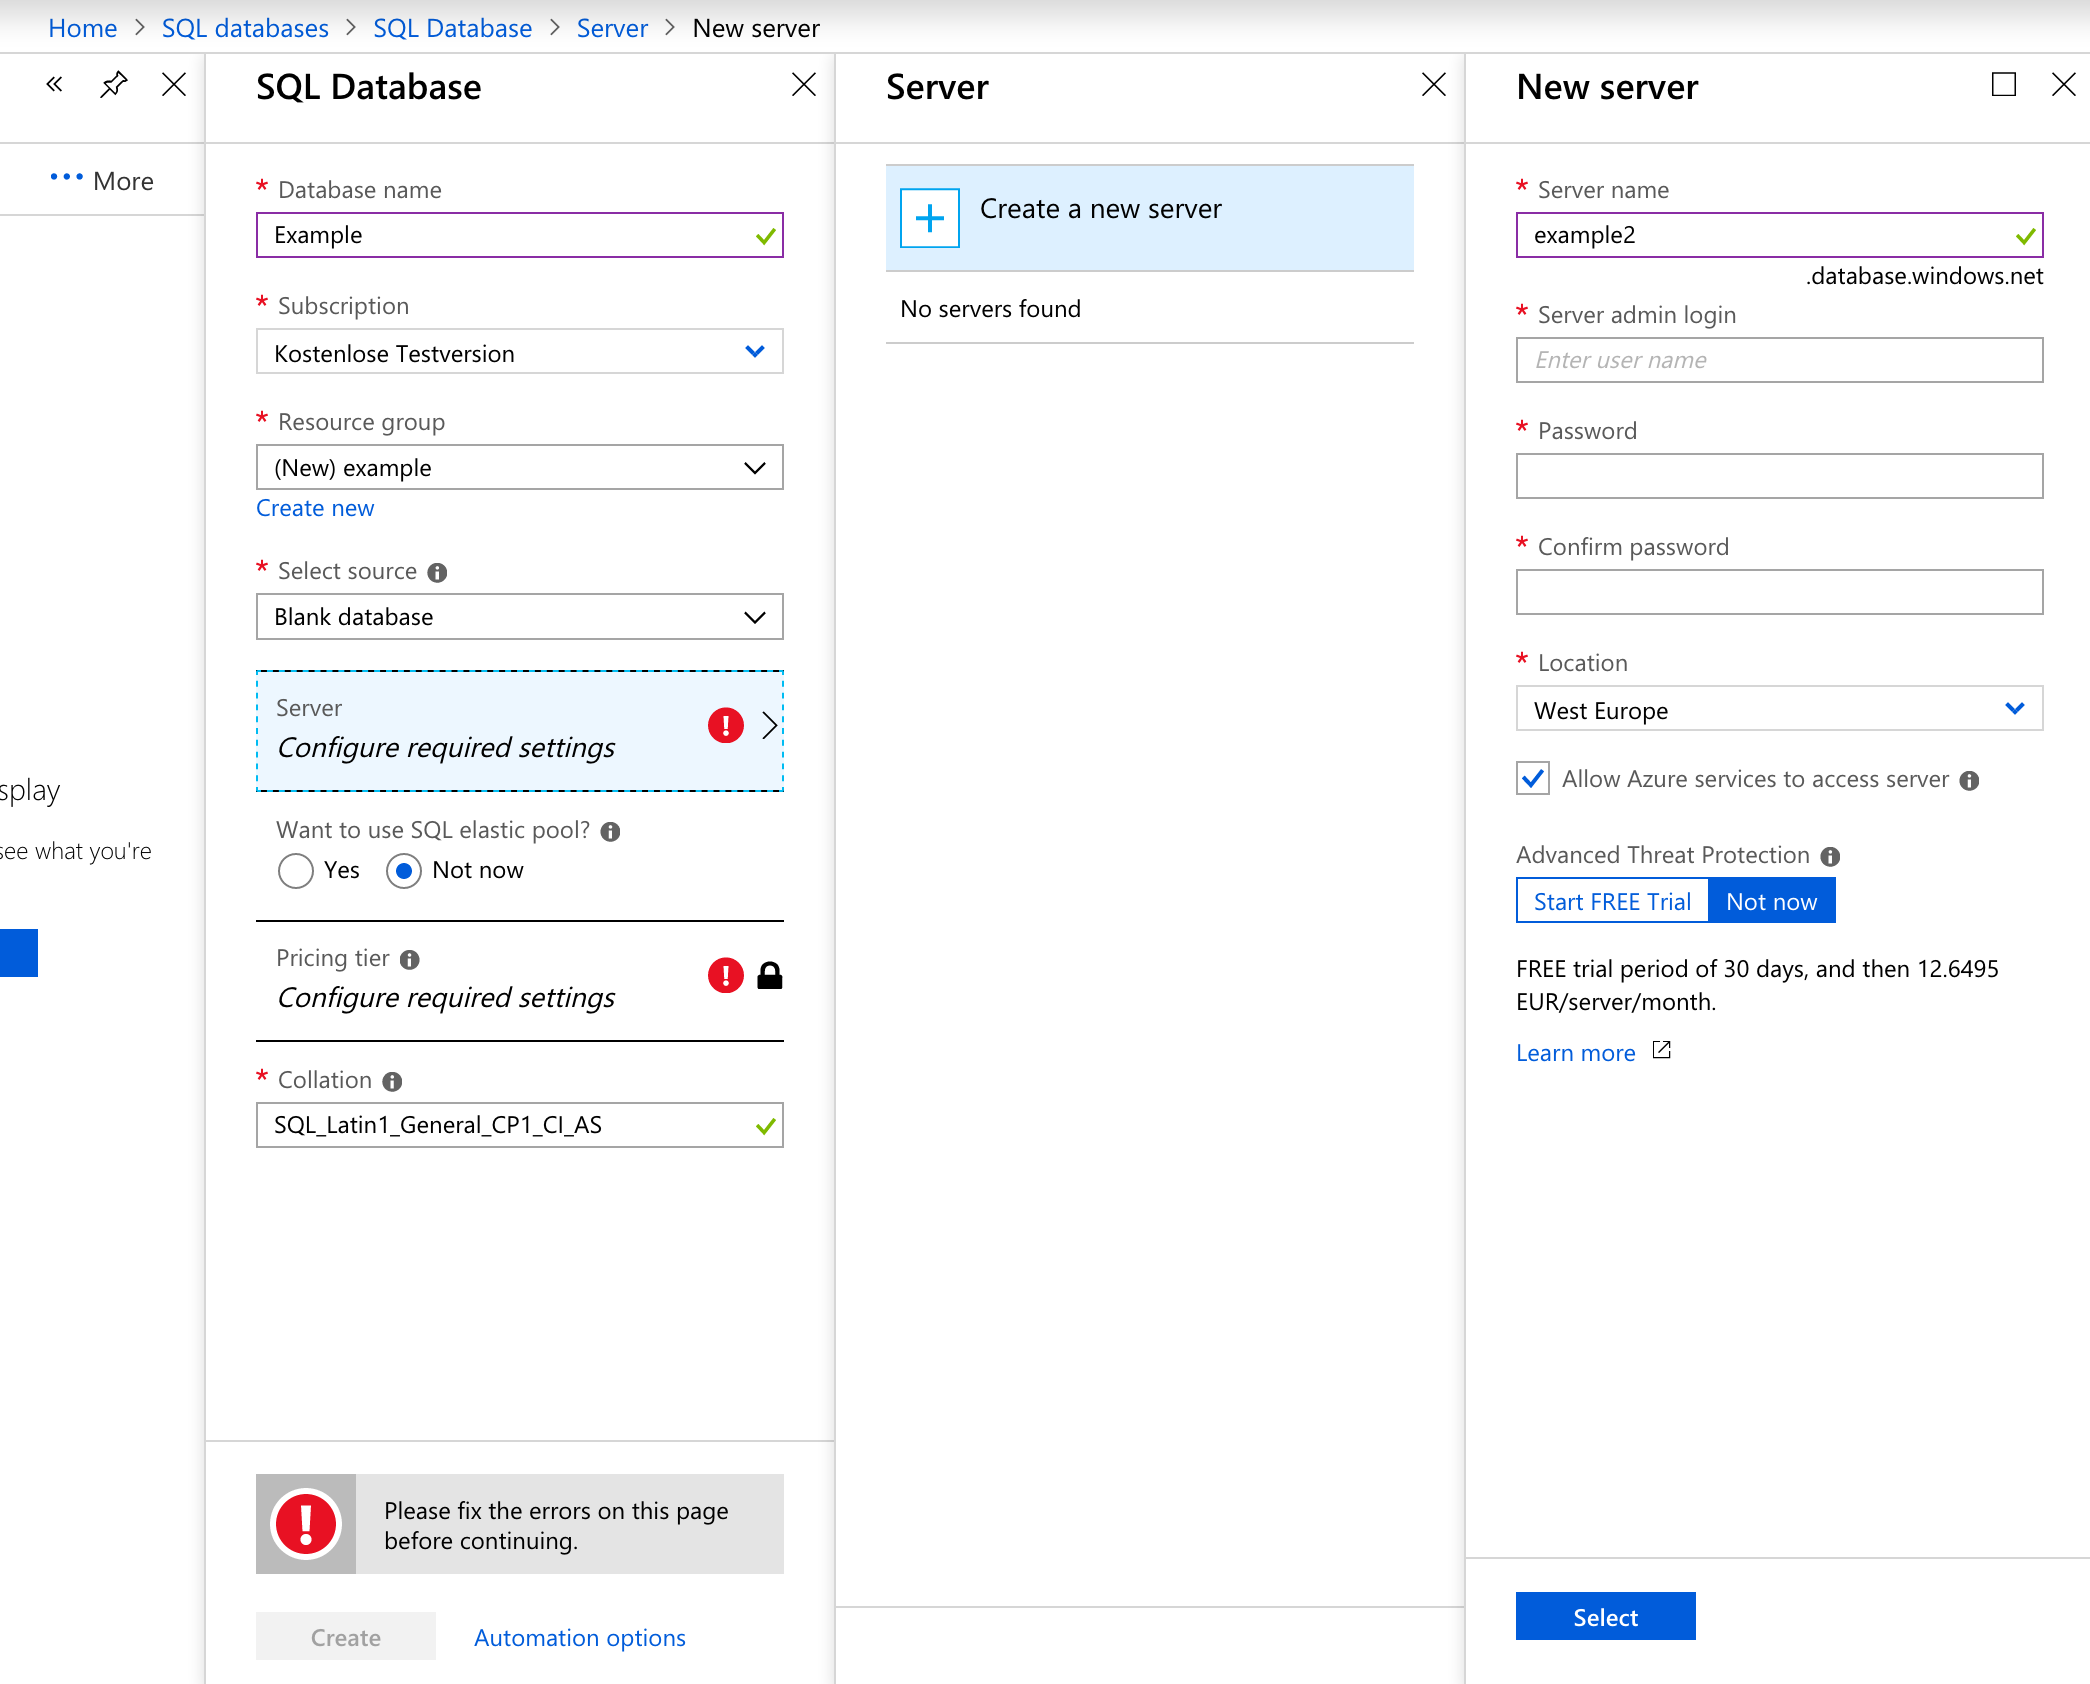 Home > SQL databases > SQL Database > Server > New server
More
splay
see what you're
SQL Database
* Database name
Example
* Subscription
Kostenlose Testversion
* Resource group
(New) example
Create new
* Select source
Blank database
Server
Configure required settings
Want to use SQL elastic pool?
Yes Not now
Pricing tier
Configure required settings
* Collation
SQL_Latin1_General_CP1_CI_AS
Please fix the errors on this page
before continuing.
Create Automation options
Server
Create a new server
No servers found
New server
* Server name
example2
.database.windows.net
* Server admin login
Enter user name
* Password
* Confirm password
* Location
West Europe
Allow Azure services to access server
Advanced Threat Protection
Start FREE Trial Not now
FREE trial period of 30 days, and then 12.6495
EUR/server/month.
Learn more
Select